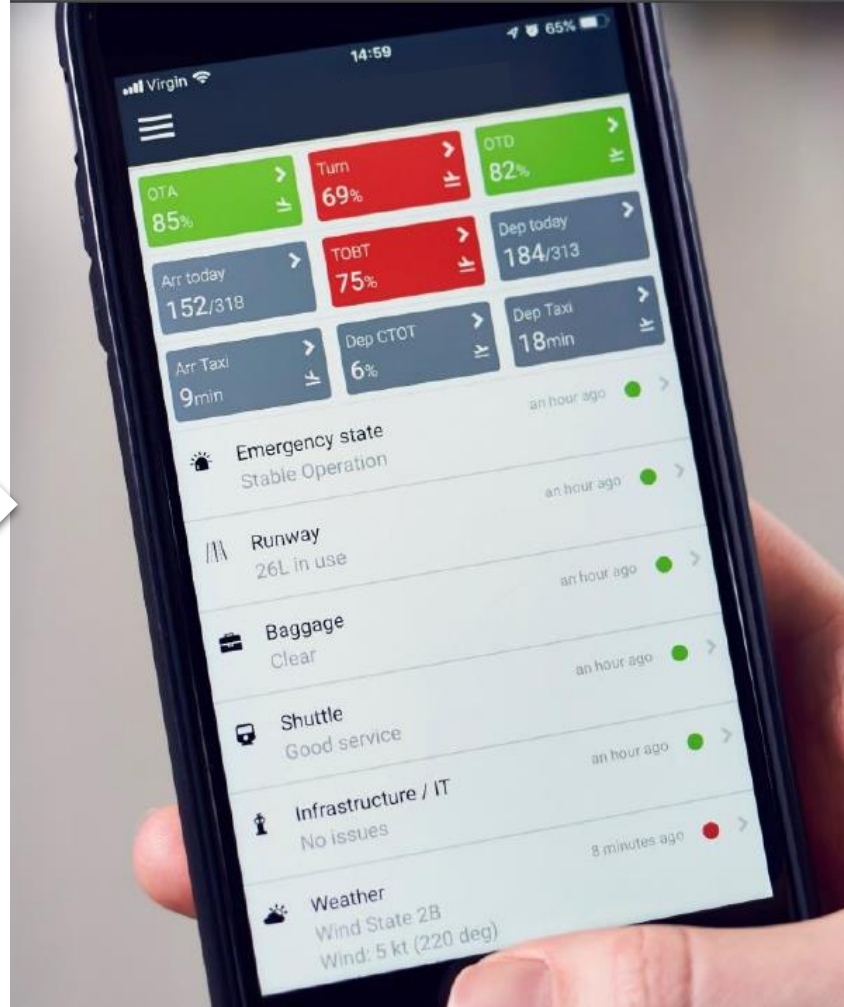 Virgin 14:59 65%
OTA
85%
Turn
69%
OTD
82%
Arr today
152/318
TOBT
75%
Dep today
184/313
Arr Taxi
9min
Dep CTOT
6%
Dep Taxi
18min
Emergency state
an hour ago
Stable Operation
Runway
an hour ago
26L in use
Baggage
an hour ago
Clear
Shuttle
an hour ago
Good service
Infrastructure / IT
an hour ago
No issues
Weather
8 minutes ago
Wind State 2B
Wind: 5 kt (220 deg)